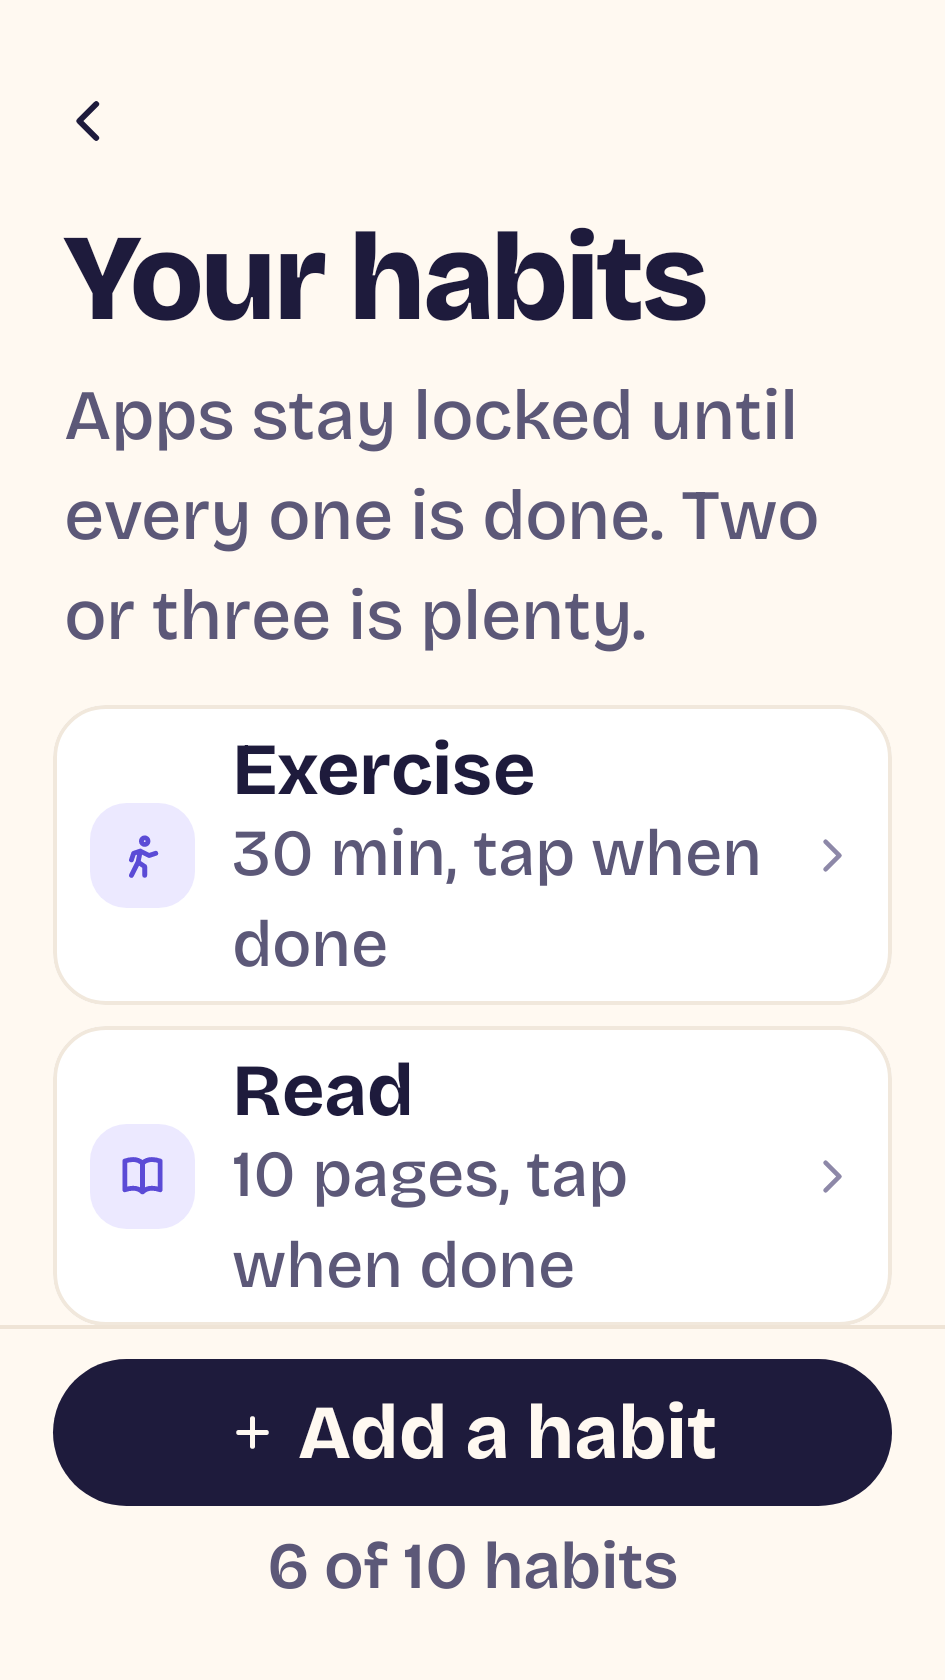 Your habits
Apps stay locked until
every one is done. Two
or three is plenty.
Exercise
30 min, tap when
done
Read
10 pages, tap
when done
+ Add a habit
6 of 10 habits